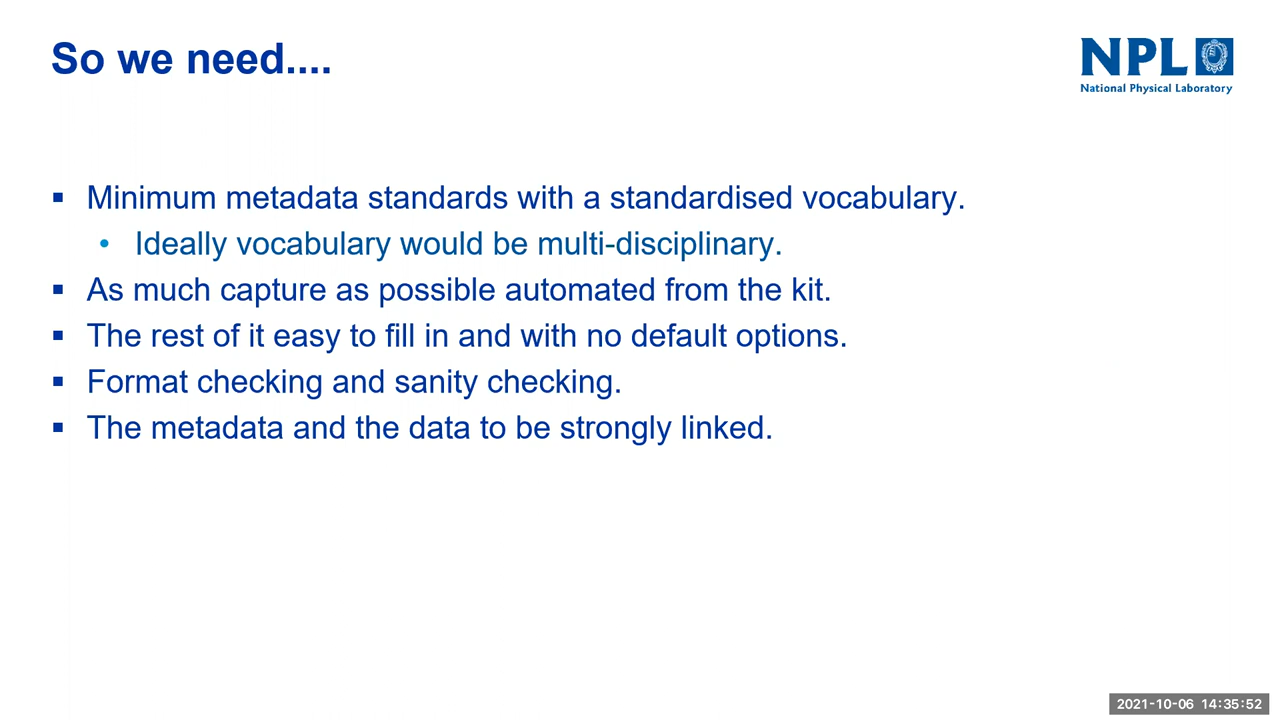 So we need....
NPL
National Physical Laboratory
▪ Minimum metadata standards with a standardised vocabulary.
• Ideally vocabulary would be multi-disciplinary.
▪ As much capture as possible automated from the kit.
▪ The rest of it easy to fill in and with no default options.
▪ Format checking and sanity checking.
▪ The metadata and the data to be strongly linked.
2021-10-06 14:35:52